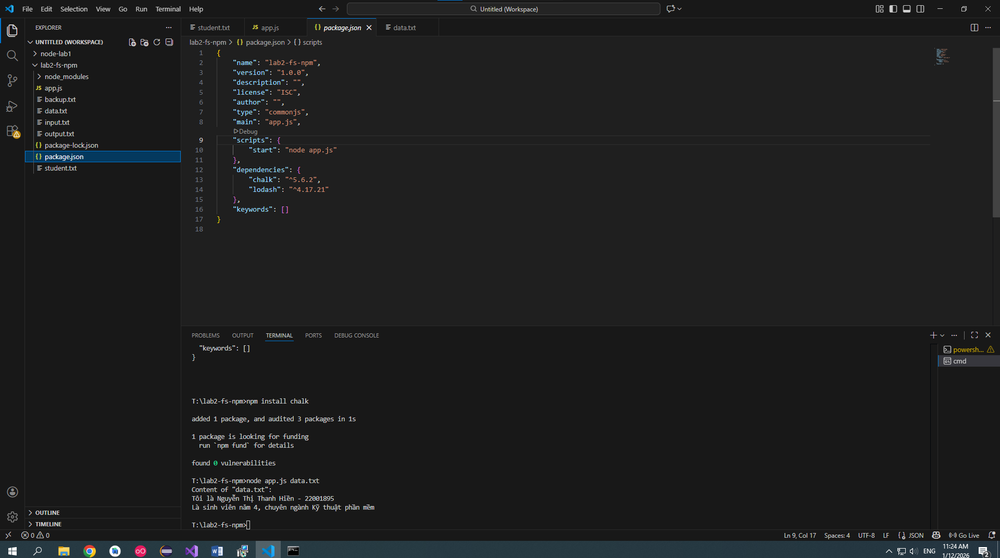 File Edit Selection View Go Run Terminal Help
Untitled (Workspace)
EXPLORER
UNTITLED (WORKSPACE)
node-lab1
lab2-fs-npm
node_modules
JS app.js
backup.txt
data.txt
input.txt
output.txt
{} package-lock.json
{} package.json
student.txt
OUTLINE
TIMELINE
student.txt
JS app.js
{} package.json
data.txt
lab2-fs-npm > {} package.json > {} scripts
1 {
2 "name": "lab2-fs-npm",
3 "version": "1.0.0",
4 "description": "",
5 "license": "ISC",
6 "author": "",
7 "type": "commonjs",
8 "main": "app.js",
Debug
9 "scripts": {
10 "start": "node app.js"
11 },
12 "dependencies": {
13 "chalk": "^5.6.2",
14 "lodash": "^4.17.21"
15 },
16 "keywords": []
17 }
18
PROBLEMS OUTPUT TERMINAL PORTS DEBUG CONSOLE
powersh...
cmd
"keywords": []
}
T:\lab2-fs-npm>npm install chalk
added 1 package, and audited 3 packages in 1s
1 package is looking for funding
run `npm fund` for details
found 0 vulnerabilities
T:\lab2-fs-npm>node app.js data.txt
Content of "data.txt":
Tôi là Nguyễn Thị Thanh Hiền - 22001895
Là sinh viên năm 4, chuyên ngành Kỹ thuật phần mềm
T:\lab2-fs-npm>
0 0
Ln 9, Col 17 Spaces: 4 UTF-8 LF {} JSON Go Live
ENG
11:24 AM
1/12/2026
2